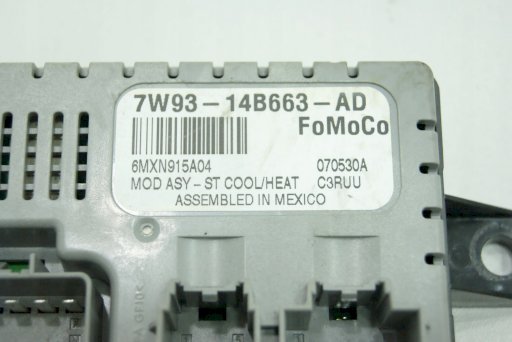 7W93-14B663-AD
FoMoCo
6MXN915A04 070530A
MOD ASY - ST COOL/HEAT C3RUU
ASSEMBLED IN MEXICO